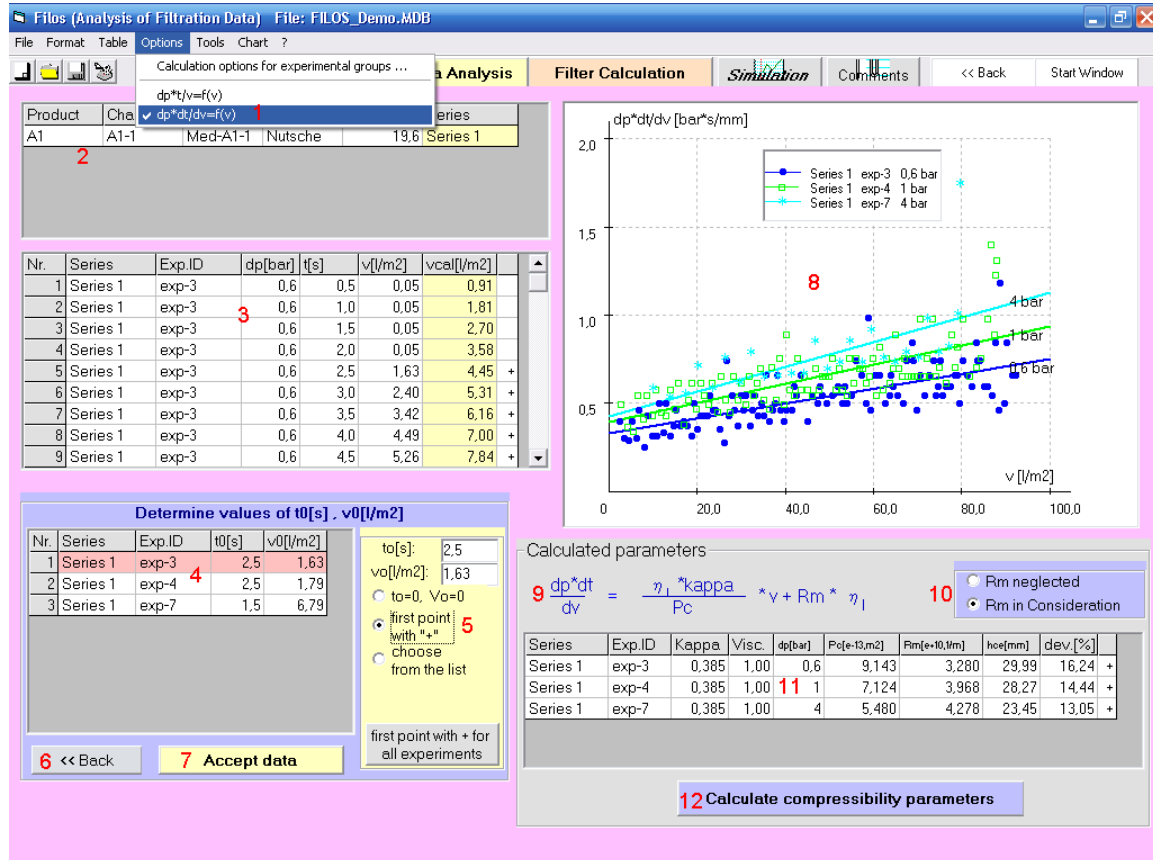 Filos (Analysis of Filtration Data) File: FILOS_Demo.MDB
File Format Table Options Tools Chart ?
Calculation options for experimental groups ...
dp*t/v=f(v)
✓ dp*dt/dv=f(v) 1
a Analysis
Filter Calculation
Simulation
Comments
<< Back
Start Window
Product Cha eries
A1 A1-1 Med-A1-1 Nutsche 19,6 Series 1
2
Nr. Series Exp.ID dp[bar] t[s] v[l/m2] vcal[l/m2]
1 Series 1 exp-3 0,6 0,5 0,05 0,91
2 Series 1 exp-3 0,6 1,0 0,05 1,81
3 Series 1 exp-3 0,6 1,5 0,05 2,70
4 Series 1 exp-3 0,6 2,0 0,05 3,58
5 Series 1 exp-3 0,6 2,5 1,63 4,45 +
6 Series 1 exp-3 0,6 3,0 2,40 5,31 +
7 Series 1 exp-3 0,6 3,5 3,42 6,16 +
8 Series 1 exp-3 0,6 4,0 4,49 7,00 +
9 Series 1 exp-3 0,6 4,5 5,26 7,84 +
3
dp*dt/dv [bar*s/mm]
2,0
1,5
1,0
0,5
Series 1 exp-3 0,6 bar
Series 1 exp-4 1 bar
Series 1 exp-7 4 bar
8
4 bar
1 bar
0,6 bar
v [l/m2]
0 20,0 40,0 60,0 80,0 100,0
Determine values of t0[s] , v0[l/m2]
Nr. Series Exp.ID t0[s] v0[l/m2]
1 Series 1 exp-3 2,5 1,63
2 Series 1 exp-4 2,5 1,79
3 Series 1 exp-7 1,5 6,79
4
to[s]: 2,5
vo[l/m2]: 1,63
to=0, Vo=0
first point
with "+" 5
choose
from the list
first point with + for
all experiments
6 << Back
7 Accept data
Calculated parameters
9 dp*dt
dv
=
η_l *kappa
Pc
*v + Rm * η_l
10
Rm neglected
Rm in Consideration
Series Exp.ID Kappa Visc. dp[bar] Pc[e-13,m2] Rm[e+10,1/m] hce[mm] dev.[%]
Series 1 exp-3 0,385 1,00 0,6 9,143 3,280 29,99 16,24 +
Series 1 exp-4 0,385 1,00 11 1 7,124 3,968 28,27 14,44 +
Series 1 exp-7 0,385 1,00 4 5,480 4,278 23,45 13,05 +
12 Calculate compressibility parameters